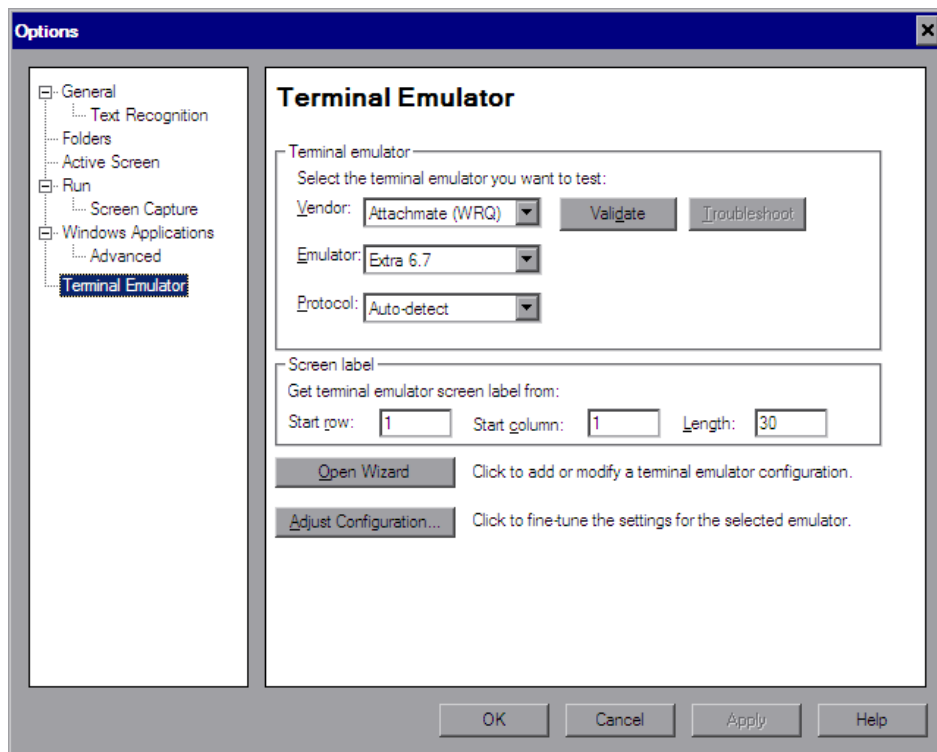 Options
General
Text Recognition
Folders
Active Screen
Run
Screen Capture
Windows Applications
Advanced
Terminal Emulator
Terminal Emulator
Terminal emulator
Select the terminal emulator you want to test:
Vendor: Attachmate (WRQ) Validate Troubleshoot
Emulator: Extra 6.7
Protocol: Auto-detect
Screen label
Get terminal emulator screen label from:
Start row: 1 Start column: 1 Length: 30
Open Wizard Click to add or modify a terminal emulator configuration.
Adjust Configuration... Click to fine-tune the settings for the selected emulator.
OK Cancel Apply Help